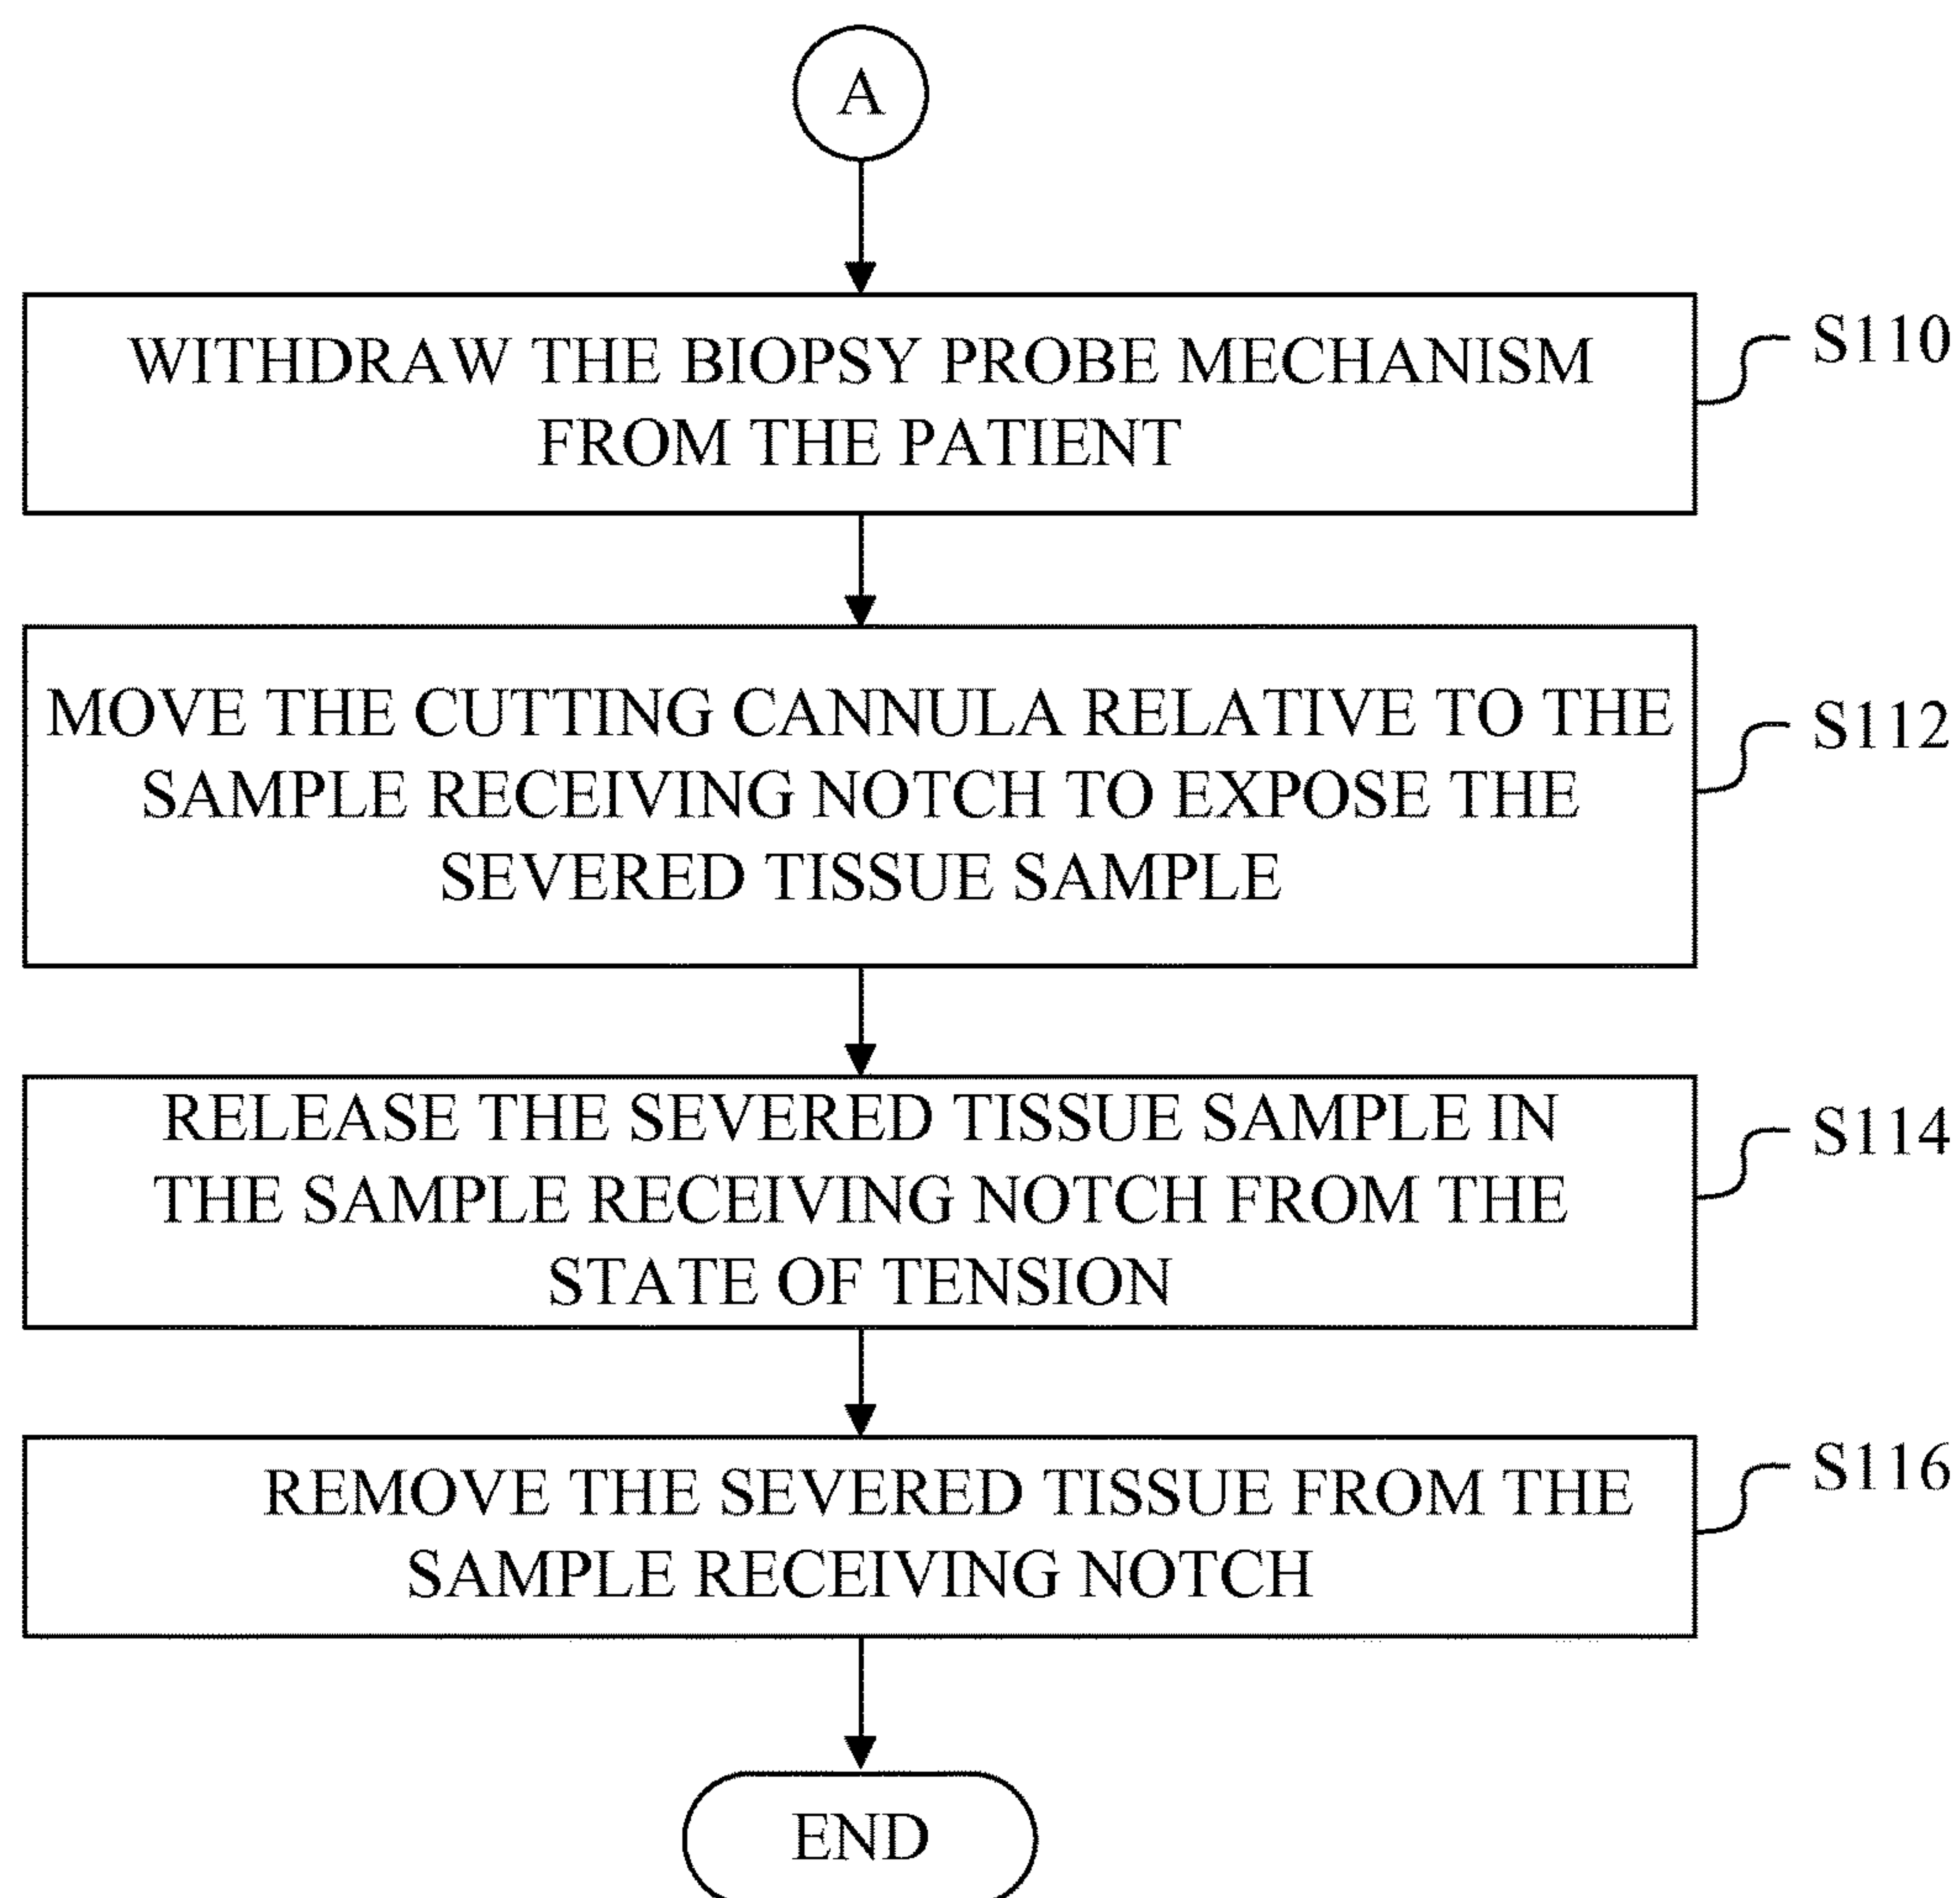 A
WITHDRAW THE BIOPSY PROBE MECHANISM
FROM THE PATIENT
S110
MOVE THE CUTTING CANNULA RELATIVE TO THE
SAMPLE RECEIVING NOTCH TO EXPOSE THE
SEVERED TISSUE SAMPLE
S112
RELEASE THE SEVERED TISSUE SAMPLE IN
THE SAMPLE RECEIVING NOTCH FROM THE
STATE OF TENSION
S114
REMOVE THE SEVERED TISSUE FROM THE
SAMPLE RECEIVING NOTCH
S116
END